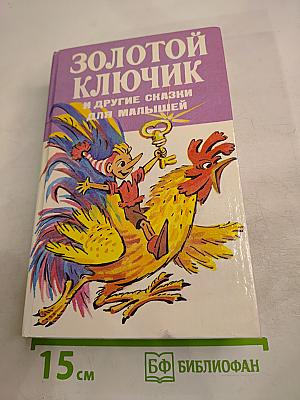 ЗОЛОТОЙ
КЛЮЧИК
И ДРУГИЕ СКАЗКИ
ДЛЯ МАЛЫШЕЙ
15 см
БФ БИБЛИОФАН